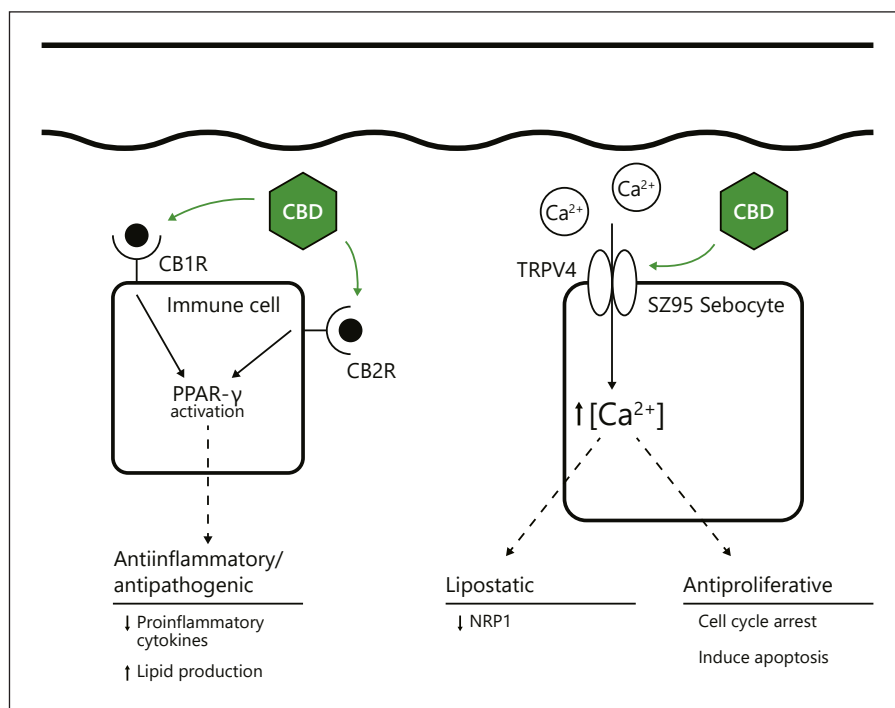 CBD
CB1R
Immune cell
CB2R
PPAR-γ
activation
Antiinflammatory/
antipathogenic
↓ Proinflammatory
cytokines
↑ Lipid production
Ca²⁺
Ca²⁺
CBD
TRPV4
SZ95 Sebocyte
↑[Ca²⁺]
Lipostatic
↓ NRP1
Antiproliferative
Cell cycle arrest
Induce apoptosis